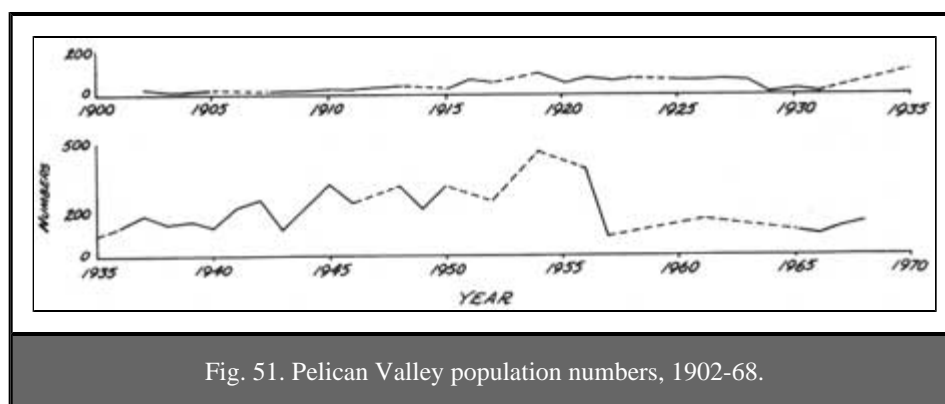 200
0
1900 1905 1910 1915 1920 1925 1930 1935
500
200
0
NUMBERS
1935 1940 1945 1950 1955 1960 1965 1970
YEAR
Fig. 51. Pelican Valley population numbers, 1902-68.